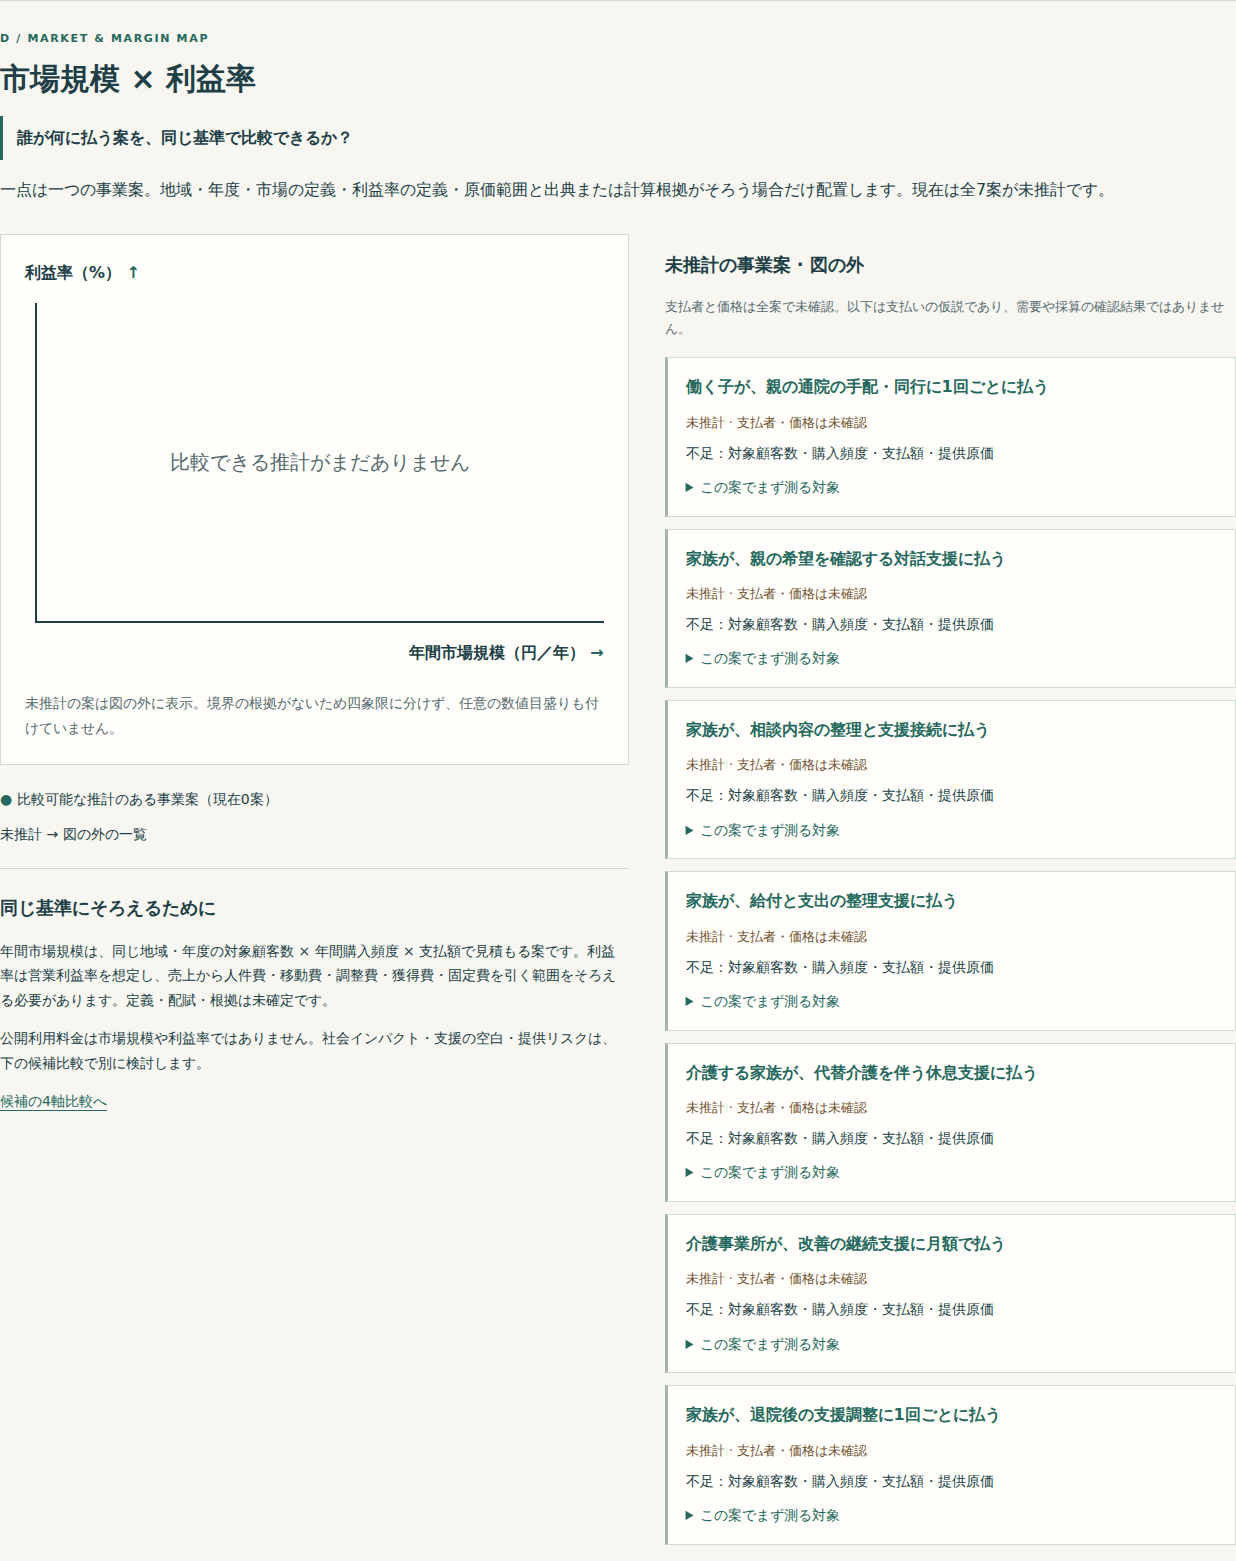 D / MARKET & MARGIN MAP
市場規模 × 利益率
誰が何に払う案を、同じ基準で比較できるか？
一点は一つの事業案。地域・年度・市場の定義・利益率の定義・原価範囲と出典または計算根拠がそろう場合だけ配置します。現在は全7案が未推計です。
利益率（%） ↑
比較できる推計がまだありません
年間市場規模（円／年） →
未推計の案は図の外に表示。境界の根拠がないため四象限に分けず、任意の数値目盛りも付
けていません。
● 比較可能な推計のある事業案（現在0案）
未推計 → 図の外の一覧
同じ基準にそろえるために
年間市場規模は、同じ地域・年度の対象顧客数 × 年間購入頻度 × 支払額で見積もる案です。利益
率は営業利益率を想定し、売上から人件費・移動費・調整費・獲得費・固定費を引く範囲をそろえ
る必要があります。定義・配賦・根拠は未確定です。
公開利用料金は市場規模や利益率ではありません。社会インパクト・支援の空白・提供リスクは、
下の候補比較で別に検討します。
候補の4軸比較へ
未推計の事業案・図の外
支払者と価格は全案で未確認。以下は支払いの仮説であり、需要や採算の確認結果ではありませ
ん。
働く子が、親の通院の手配・同行に1回ごとに払う
未推計 · 支払者・価格は未確認
不足：対象顧客数・購入頻度・支払額・提供原価
▶ この案でまず測る対象
家族が、親の希望を確認する対話支援に払う
未推計 · 支払者・価格は未確認
不足：対象顧客数・購入頻度・支払額・提供原価
▶ この案でまず測る対象
家族が、相談内容の整理と支援接続に払う
未推計 · 支払者・価格は未確認
不足：対象顧客数・購入頻度・支払額・提供原価
▶ この案でまず測る対象
家族が、給付と支出の整理支援に払う
未推計 · 支払者・価格は未確認
不足：対象顧客数・購入頻度・支払額・提供原価
▶ この案でまず測る対象
介護する家族が、代替介護を伴う休息支援に払う
未推計 · 支払者・価格は未確認
不足：対象顧客数・購入頻度・支払額・提供原価
▶ この案でまず測る対象
介護事業所が、改善の継続支援に月額で払う
未推計 · 支払者・価格は未確認
不足：対象顧客数・購入頻度・支払額・提供原価
▶ この案でまず測る対象
家族が、退院後の支援調整に1回ごとに払う
未推計 · 支払者・価格は未確認
不足：対象顧客数・購入頻度・支払額・提供原価
▶ この案でまず測る対象